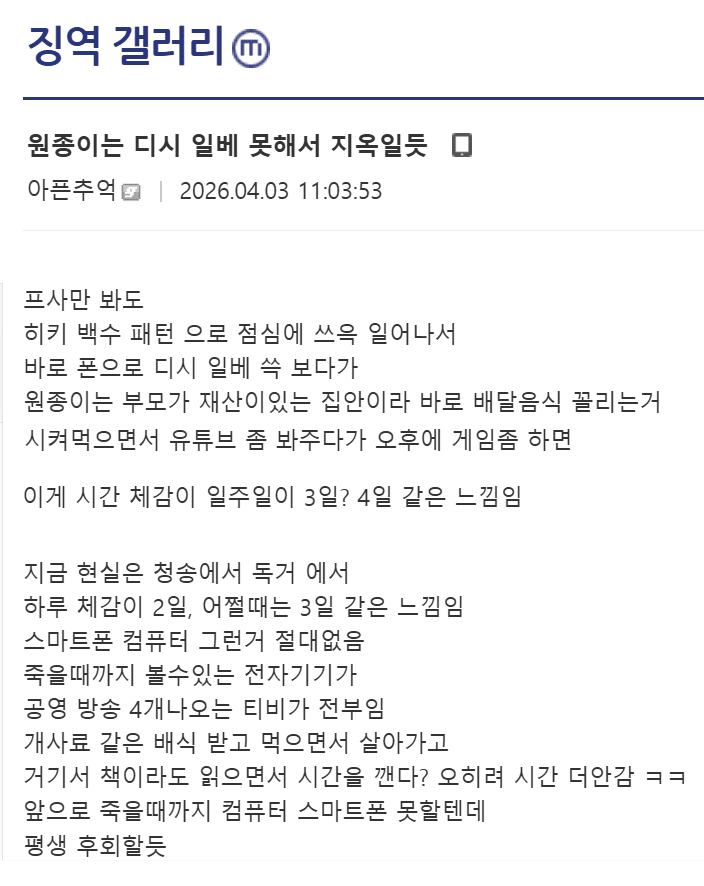 징역 갤러리 ⓜ
원종이는 디시 일베 못해서 지옥일듯
아픈추억 | 2026.04.03 11:03:53
프사만 봐도
히키 백수 패턴 으로 점심에 쓰윽 일어나서
바로 폰으로 디시 일베 쓱 보다가
원종이는 부모가 재산이있는 집안이라 바로 배달음식 꼴리는거
시켜먹으면서 유튜브 좀 봐주다가 오후에 게임좀 하면
이게 시간 체감이 일주일이 3일? 4일 같은 느낌임
지금 현실은 청송에서 독거 에서
하루 체감이 2일, 어쩔때는 3일 같은 느낌임
스마트폰 컴퓨터 그런거 절대없음
죽을때까지 볼수있는 전자기기가
공영 방송 4개나오는 티비가 전부임
개사료 같은 배식 받고 먹으면서 살아가고
거기서 책이라도 읽으면서 시간을 깬다? 오히려 시간 더안감 ㅋㅋ
앞으로 죽을때까지 컴퓨터 스마트폰 못할텐데
평생 후회할듯